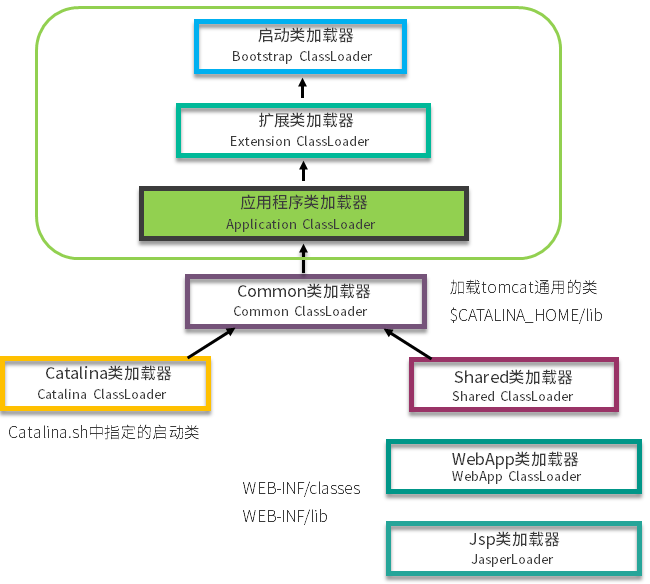 启动类加载器
Bootstrap ClassLoader
扩展类加载器
Extension ClassLoader
应用程序类加载器
Application ClassLoader
Common类加载器
Common ClassLoader
加载tomcat通用的类
$CATALINA_HOME/lib
Catalina类加载器
Catalina ClassLoader
Shared类加载器
Shared ClassLoader
Catalina.sh中指定的启动类
WebApp类加载器
WebApp ClassLoader
WEB-INF/classes
WEB-INF/lib
Jsp类加载器
JasperLoader